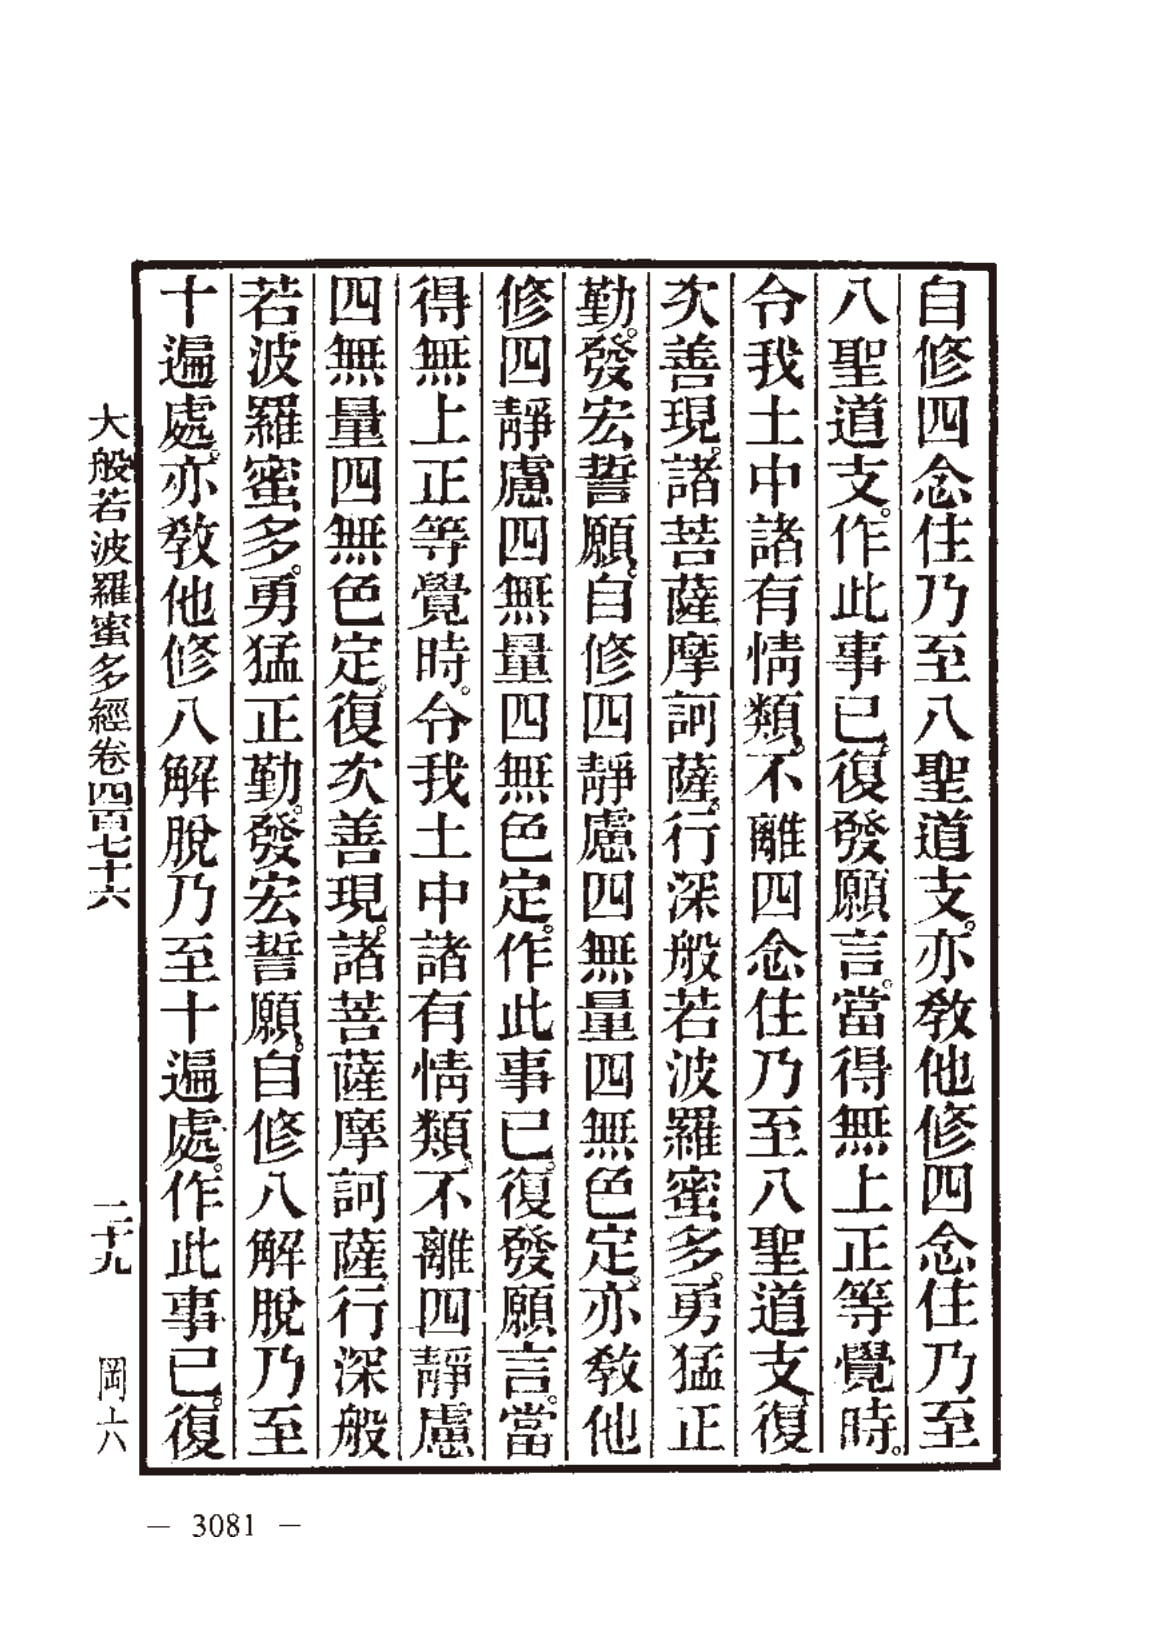 自修四念住乃至八聖道支。亦教他修四念住乃至
八聖道支。作此事已。復發願言。當得無上正等覺時。
令我土中諸有情類。不離四念住乃至八聖道支。復
次善現。諸菩薩摩訶薩。行深般若波羅蜜多。勇猛正
勤。發宏誓願。自修四靜慮四無量四無色定。亦教他
修四靜慮四無量四無色定。作此事已。復發願言。當
得無上正等覺時。令我土中諸有情類。不離四靜慮
四無量四無色定。復次善現。諸菩薩摩訶薩。行深般
若波羅蜜多。勇猛正勤。發宏誓願。自修八解脫乃至
十遍處。亦教他修八解脫乃至十遍處。作此事已。復
大般若波羅蜜多經卷四百七十六 二十九 岡六
— 3081 —